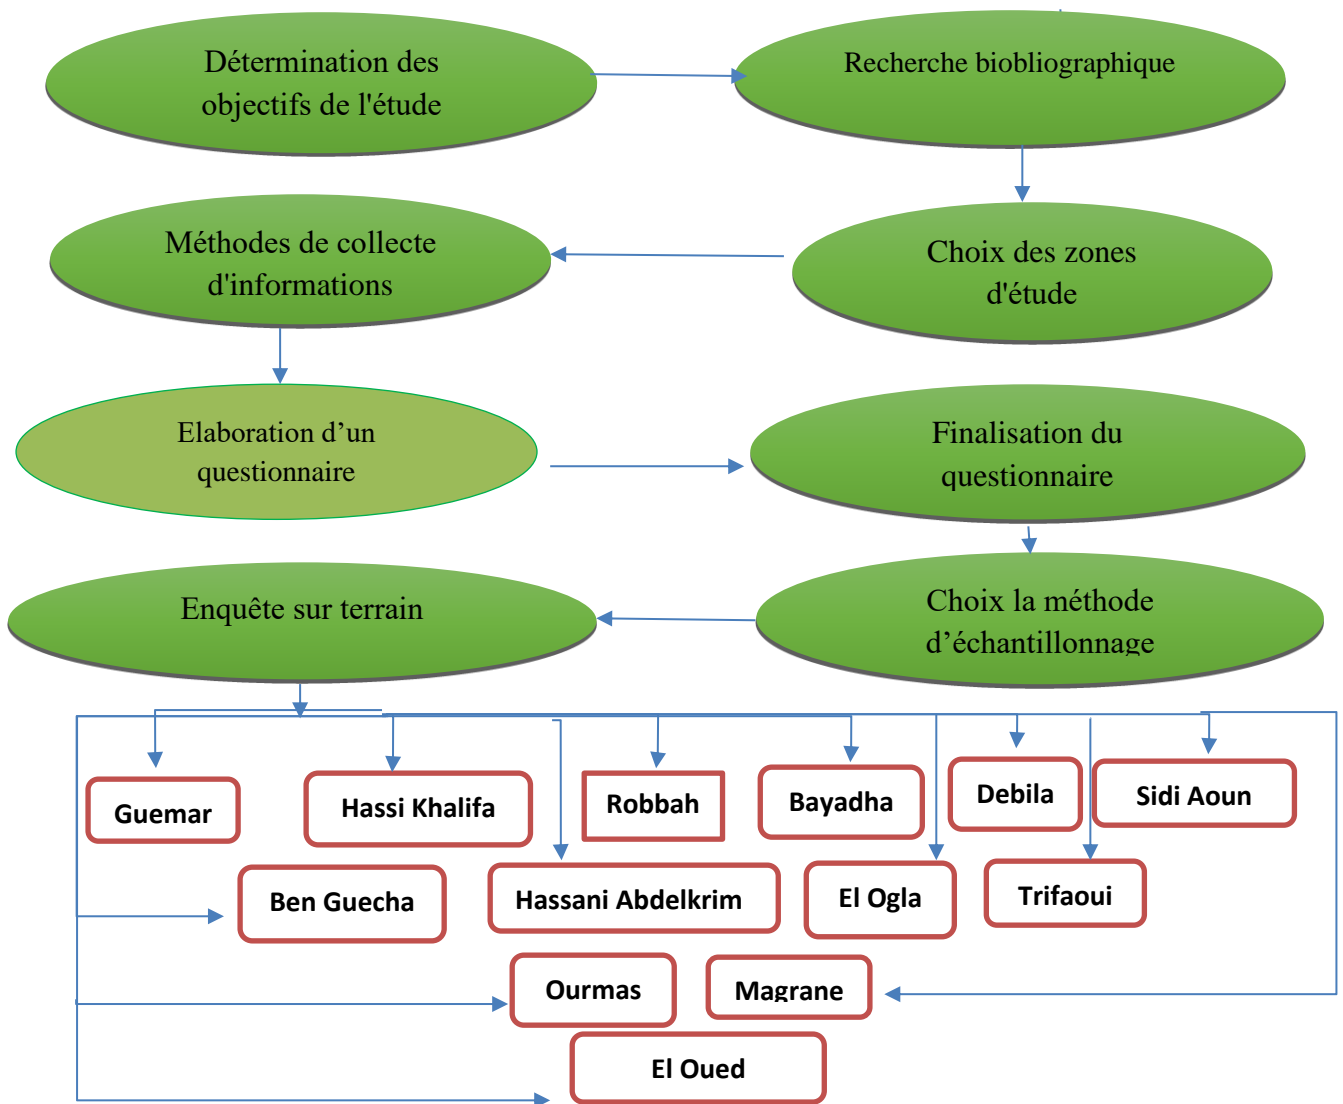 Détermination des
objectifs de l'étude
Recherche biobliographique
Méthodes de collecte
d'informations
Choix des zones
d'étude
Elaboration d’un
questionnaire
Finalisation du
questionnaire
Enquête sur terrain
Choix la méthode
d’échantillonnage
Guemar
Hassi Khalifa
Robbah
Bayadha
Debila
Sidi Aoun
Ben Guecha
Hassani Abdelkrim
El Ogla
Trifaoui
Ourmas
Magrane
El Oued